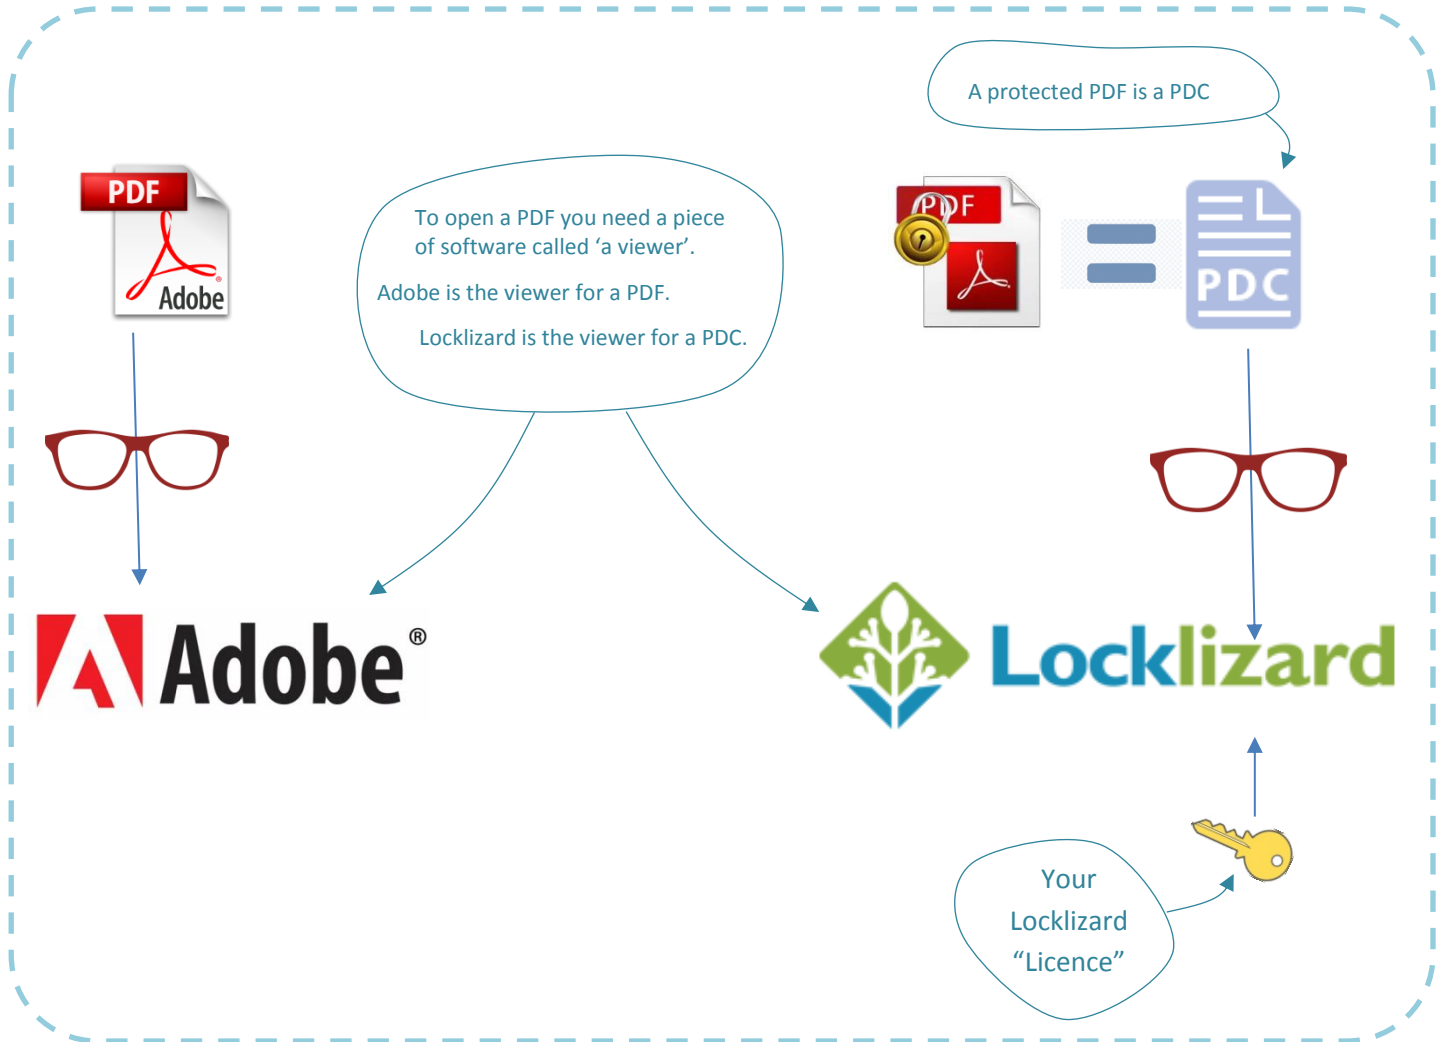 A protected PDF is a PDC
PDF
Adobe
To open a PDF you need a piece
of software called ‘a viewer’.
Adobe is the viewer for a PDF.
Locklizard is the viewer for a PDC.
PDF
PDC
Adobe®
Locklizard
Your
Locklizard
“Licence”